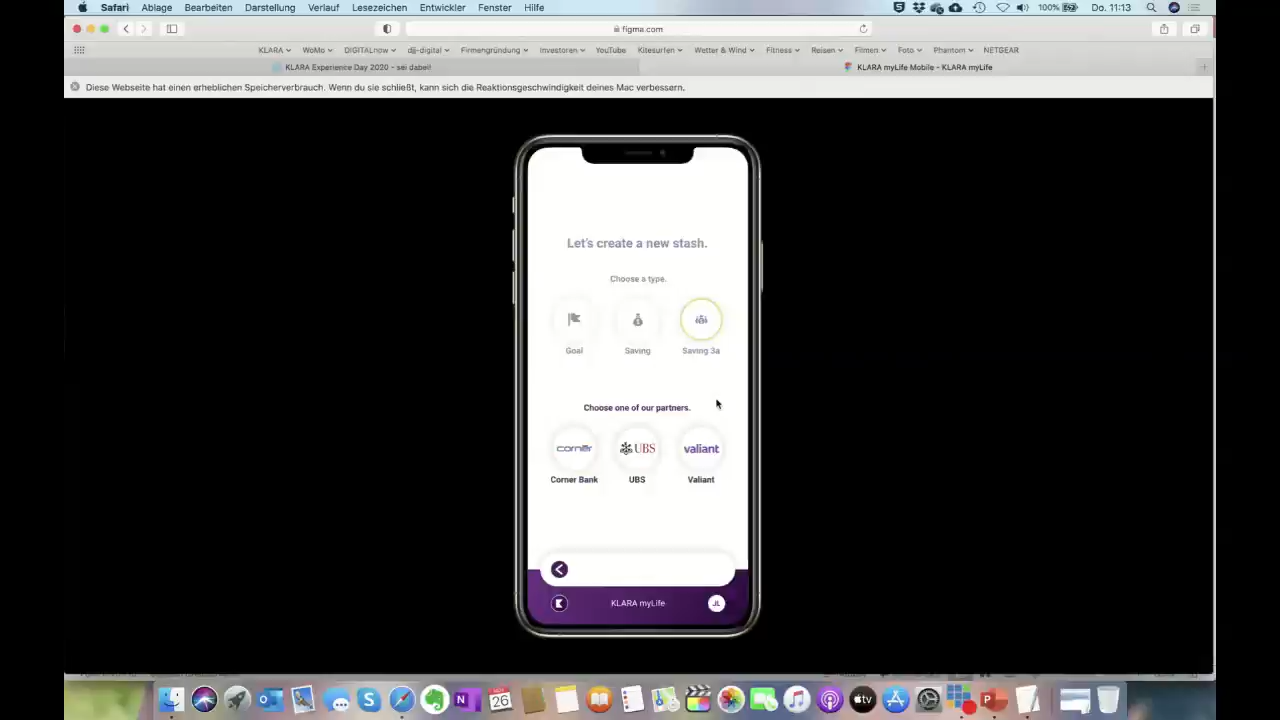 Safari Ablage Bearbeiten Darstellung Verlauf Lesezeichen Entwickler Fenster Hilfe 100% Do. 11:13
figma.com
KLARA WoMo DIGITALnow dij-digital Firmengründung Investoren YouTube Kitesurfen Wetter & Wind Fitness Reisen Filmen Foto Phantom NETGEAR
KLARA Experience Day 2020 - sei dabei!
KLARA myLife Mobile – KLARA myLife
Diese Webseite hat einen erheblichen Speicherverbrauch. Wenn du sie schließt, kann sich die Reaktionsgeschwindigkeit deines Mac verbessern.
Let's create a new stash.
Choose a type.
Goal Saving Saving 3a
Choose one of our partners.
cornèr UBS valiant
Corner Bank UBS Valiant
KLARA myLife JL
26
tv